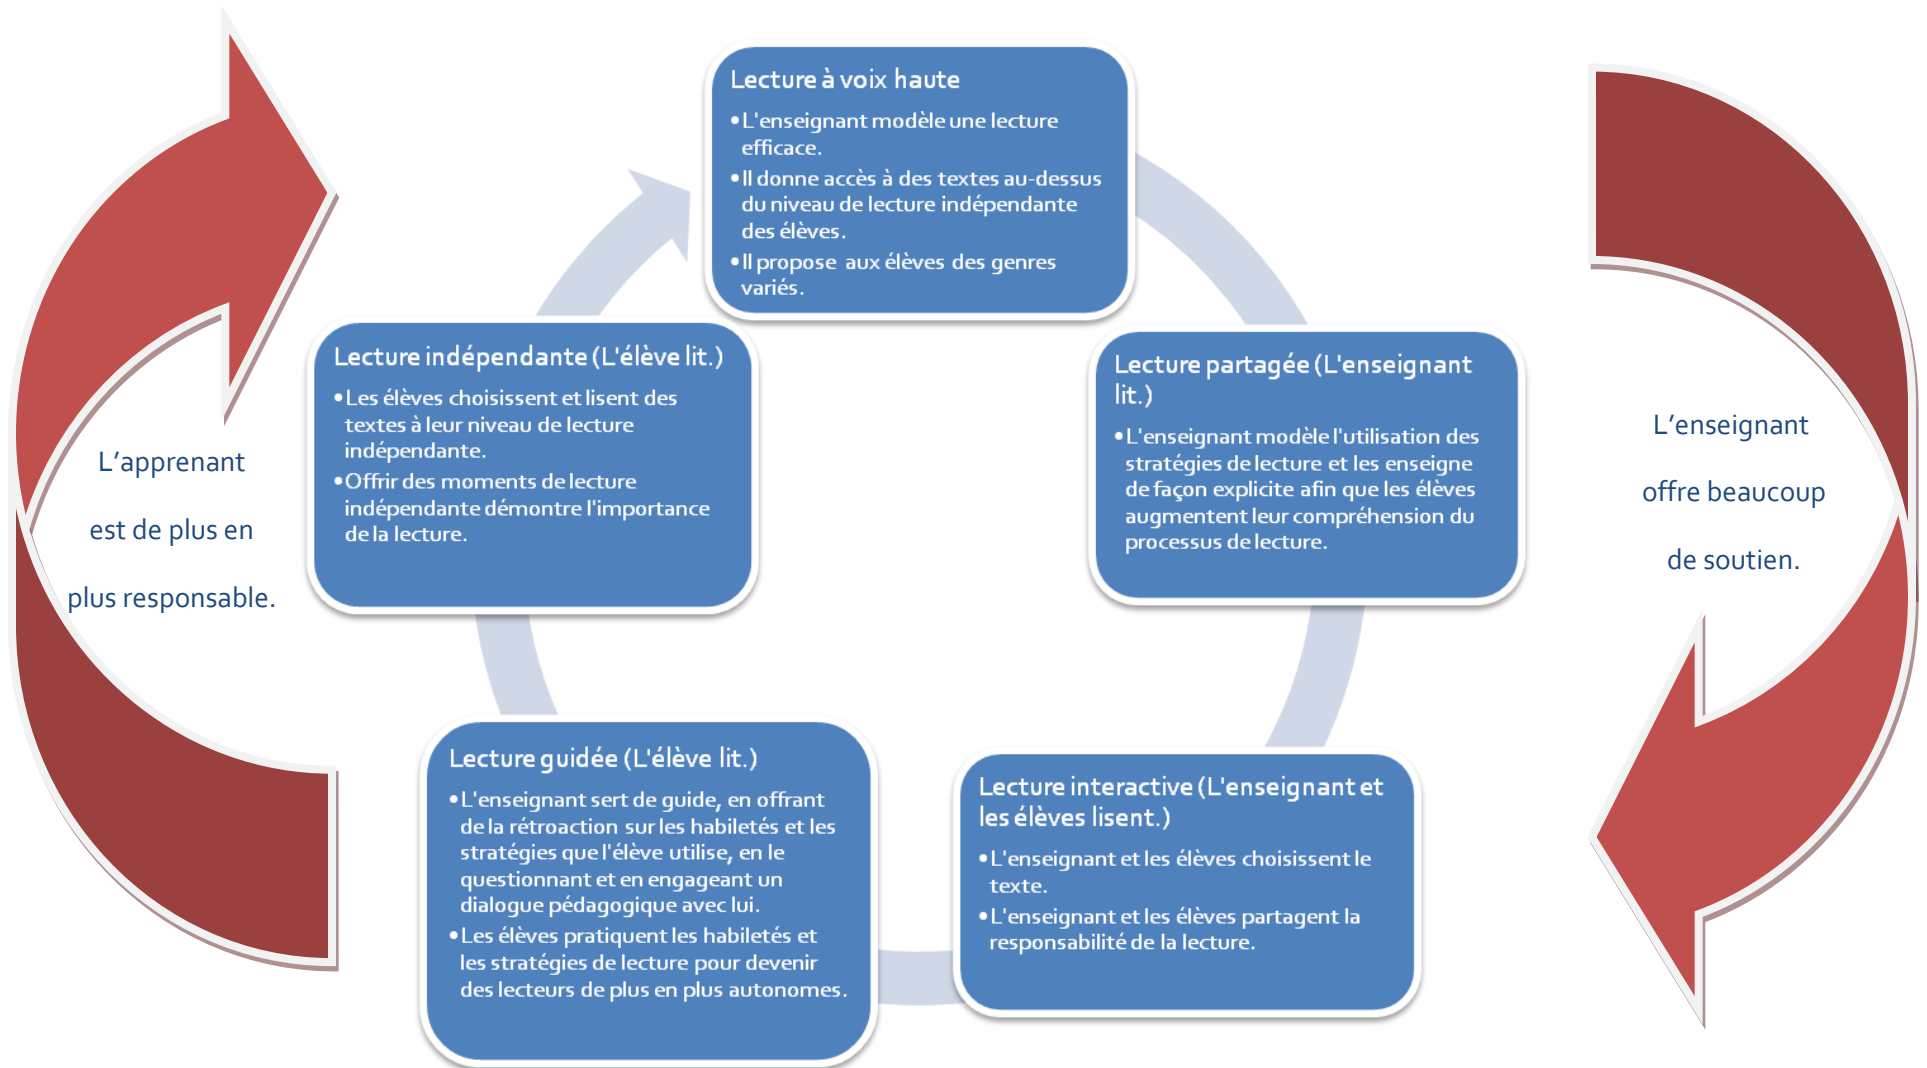 Lecture à voix haute
•L'enseignant modèle une lecture
efficace.
•Il donne accès à des textes au-dessus
du niveau de lecture indépendante
des élèves.
•Il propose aux élèves des genres
variés.
Lecture partagée (L'enseignant
lit.)
•L'enseignant modèle l'utilisation des
stratégies de lecture et les enseigne
de façon explicite afin que les élèves
augmentent leur compréhension du
processus de lecture.
L'enseignant
offre beaucoup
de soutien.
Lecture interactive (L'enseignant et
les élèves lisent.)
•L'enseignant et les élèves choisissent le
texte.
•L'enseignant et les élèves partagent la
responsabilité de la lecture.
Lecture guidée (L'élève lit.)
•L'enseignant sert de guide, en offrant
de la rétroaction sur les habiletés et les
stratégies que l'élève utilise, en le
questionnant et en engageant un
dialogue pédagogique avec lui.
•Les élèves pratiquent les habiletés et
les stratégies de lecture pour devenir
des lecteurs de plus en plus autonomes.
Lecture indépendante (L'élève lit.)
•Les élèves choisissent et lisent des
textes à leur niveau de lecture
indépendante.
•Offrir des moments de lecture
indépendante démontre l'importance
de la lecture.
L'apprenant
est de plus en
plus responsable.